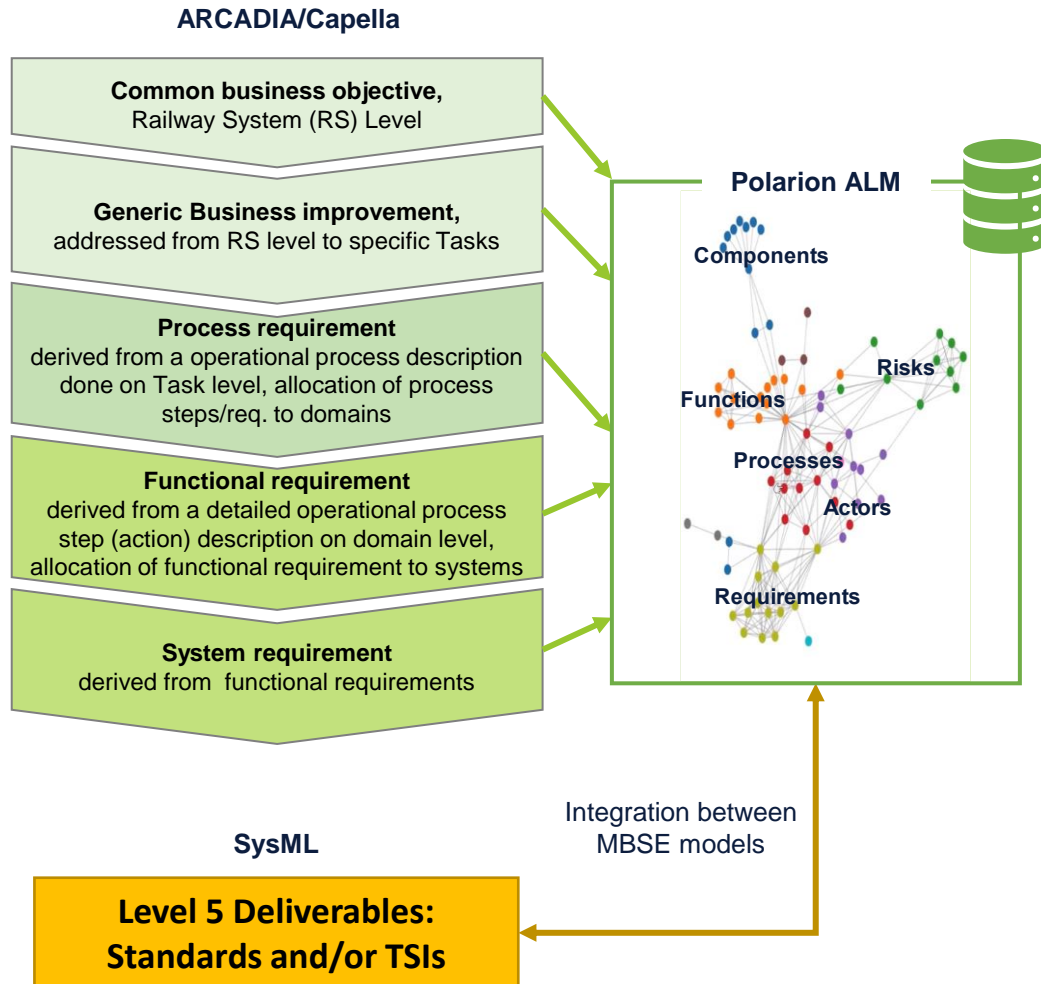 ARCADIA/Capella
Common business objective,
Railway System (RS) Level
Generic Business improvement,
addressed from RS level to specific Tasks
Process requirement
derived from a operational process description
done on Task level, allocation of process
steps/req. to domains
Functional requirement
derived from a detailed operational process
step (action) description on domain level,
allocation of functional requirement to systems
System requirement
derived from functional requirements
Polarion ALM
Components
Risks
Functions
Processes
Actors
Requirements
Integration between
MBSE models
SysML
Level 5 Deliverables:
Standards and/or TSIs